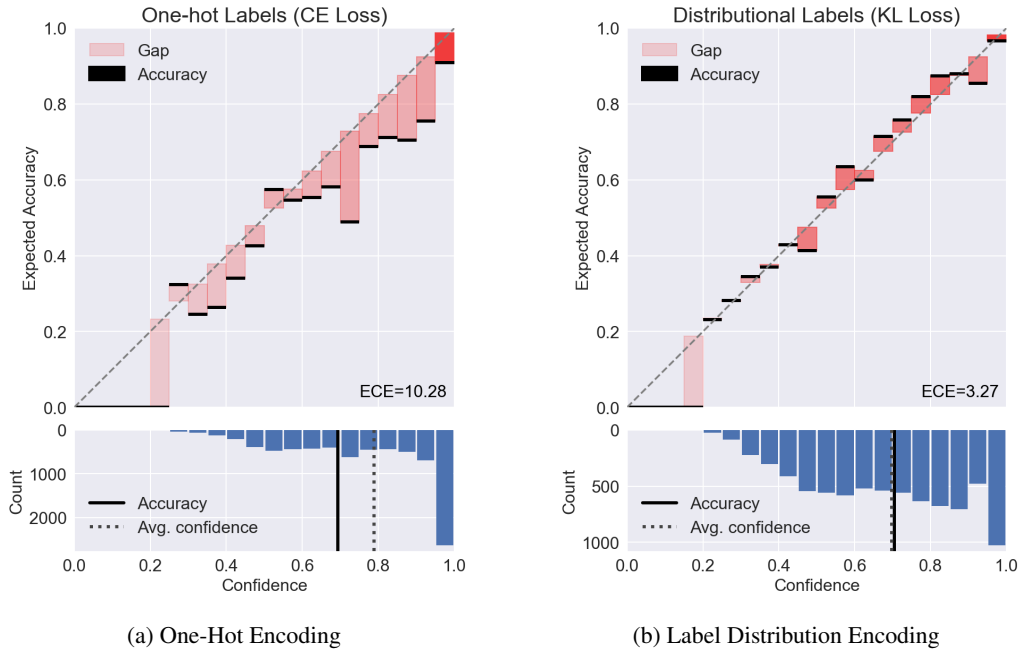 One-hot Labels (CE Loss)
1.0
0.8
0.6
0.4
0.2
0.0
Expected Accuracy
Gap
Accuracy
ECE=10.28
0
1000
2000
Count
Accuracy
Avg. confidence
0.0 0.2 0.4 0.6 0.8 1.0
Confidence
(a) One-Hot Encoding
Distributional Labels (KL Loss)
1.0
0.8
0.6
0.4
0.2
0.0
Expected Accuracy
Gap
Accuracy
ECE=3.27
0
500
1000
Count
Accuracy
Avg. confidence
0.0 0.2 0.4 0.6 0.8 1.0
Confidence
(b) Label Distribution Encoding